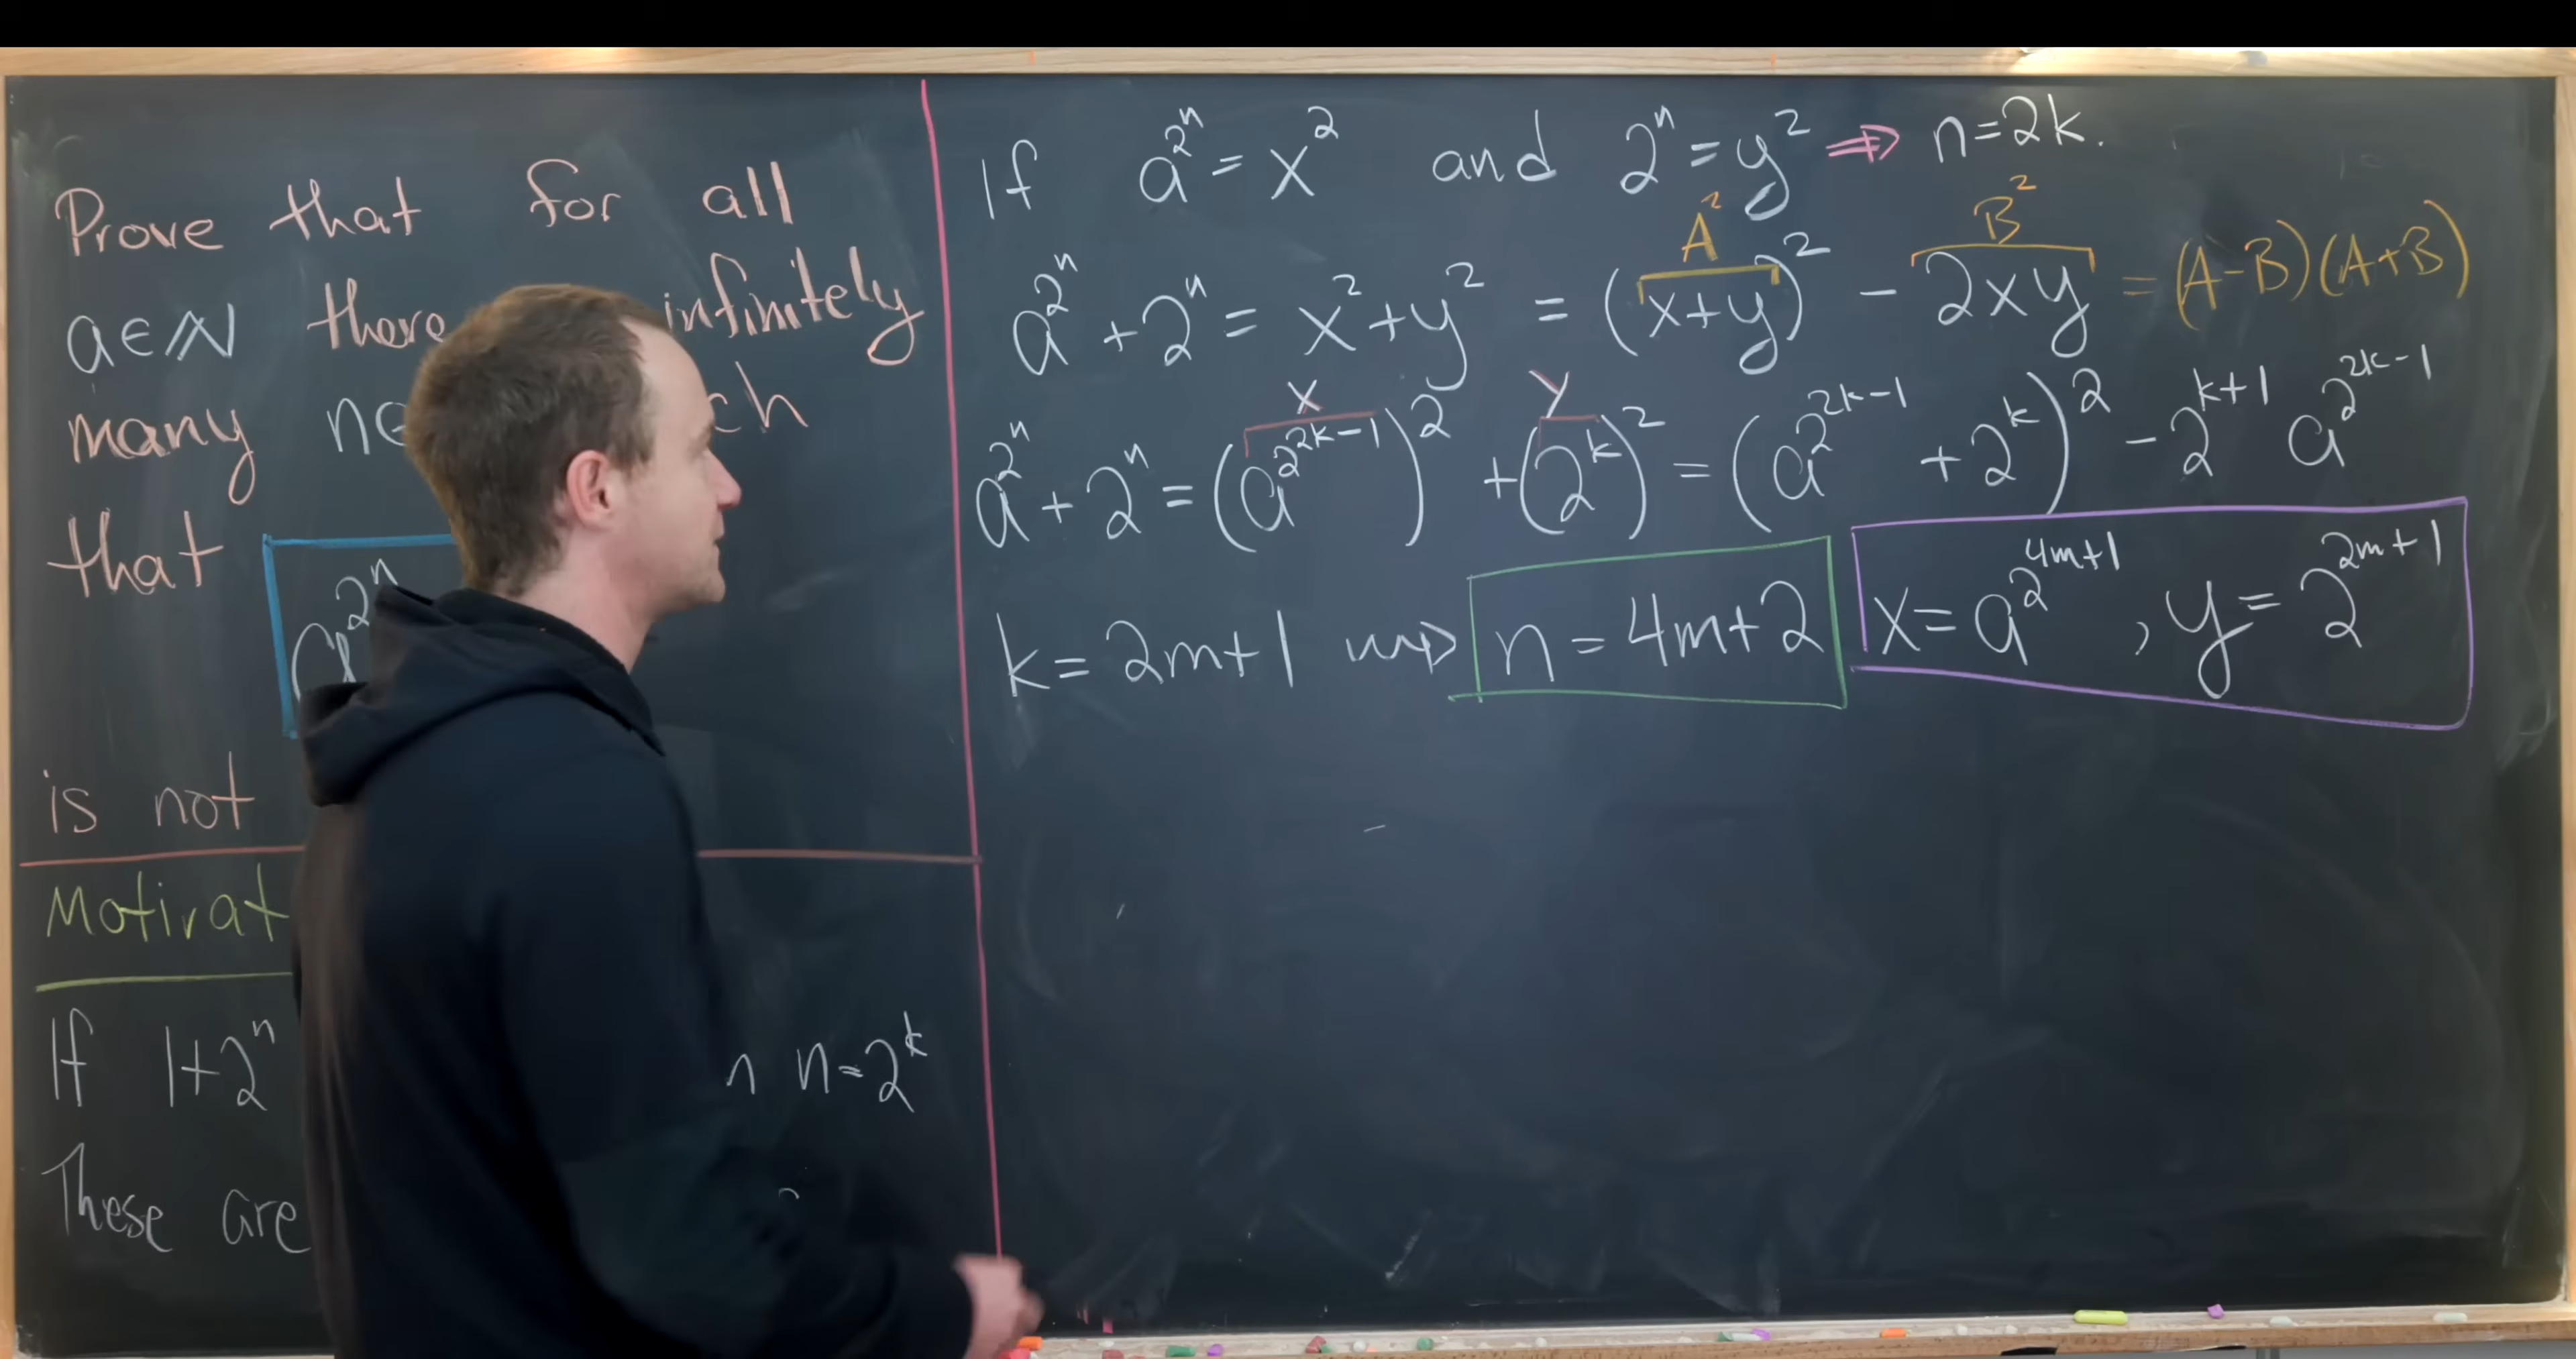 Prove that for all
a∈ℕ there infinitely
many n∈ ch
that
a^{2^n}
is not
Motivat
If 1+2^n n n=2^k
These are
If a^{2^n} = x^2 and 2^n = y^2 ⇒ n=2k.
A^2 B^2
a^{2^n} + 2^n = x^2 + y^2 = (x+y)^2 - 2xy = (A-B)(A+B)
x y
a^{2^n} + 2^n = (a^{2^{2k-1}})^2 + (2^k)^2 = (a^{2^{2k-1}} + 2^k)^2 - 2^{k+1} a^{2^{2k-1}}
k = 2m+1 ⇝ n = 4m+2 x = a^{2^{4m+1}}, y = 2^{2m+1}